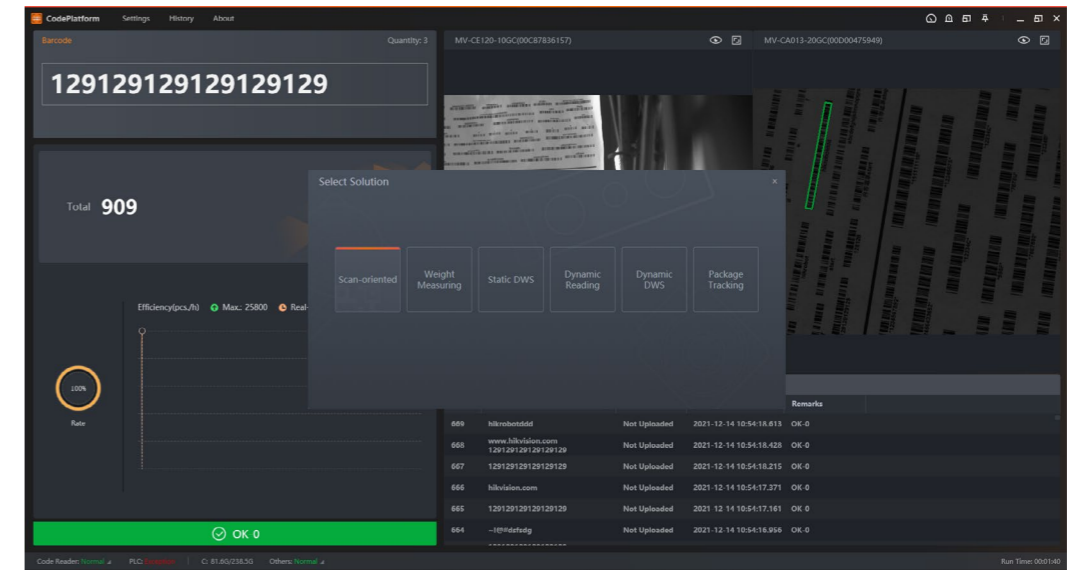 CodePlatform Settings History About
Barcode Quantity: 3
MV-CE120-10GC(00C87836157)
MV-CA013-20GC(00D00475949)
129129129129129129
Total 909
Select Solution
Scan-oriented
Weight
Measuring
Static DWS
Dynamic
Reading
Dynamic
DWS
Package
Tracking
Efficiency(pcs./h) Max.: 25800 Real-
100%
Rate
Remarks
669 hikrobotddd Not Uploaded 2021-12-14 10:54:18.613 OK-0
668 www.hikvision.com
129129129129129 Not Uploaded 2021-12-14 10:54:18.428 OK-0
667 129129129129129 Not Uploaded 2021-12-14 10:54:18.215 OK-0
666 hikvision.com Not Uploaded 2021-12-14 10:54:17.371 OK-0
665 129129129129129 Not Uploaded 2021-12-14 10:54:17.161 OK-0
664 Not Uploaded 2021-12-14 10:54:16.956 OK-0
OK 0
Code Reader: Normal PLC: C: 81.6G/238.5G Others: Normal Run Time: 00:01:40